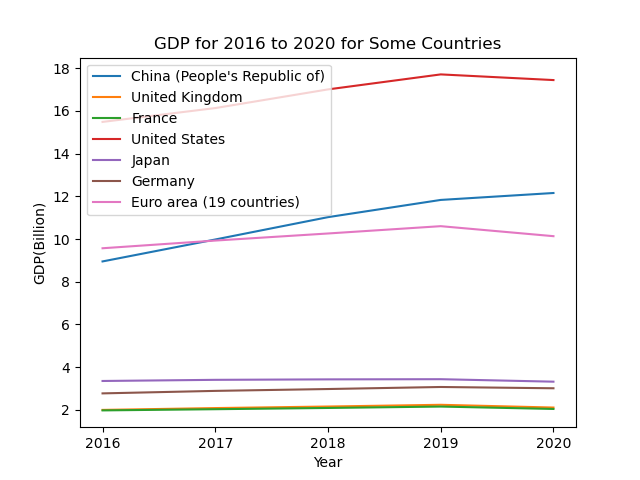 GDP for 2016 to 2020 for Some Countries
18
16
14
12
10
8
6
4
2
GDP(Billion)
China (People's Republic of)
United Kingdom
France
United States
Japan
Germany
Euro area (19 countries)
2016 2017 2018 2019 2020
Year